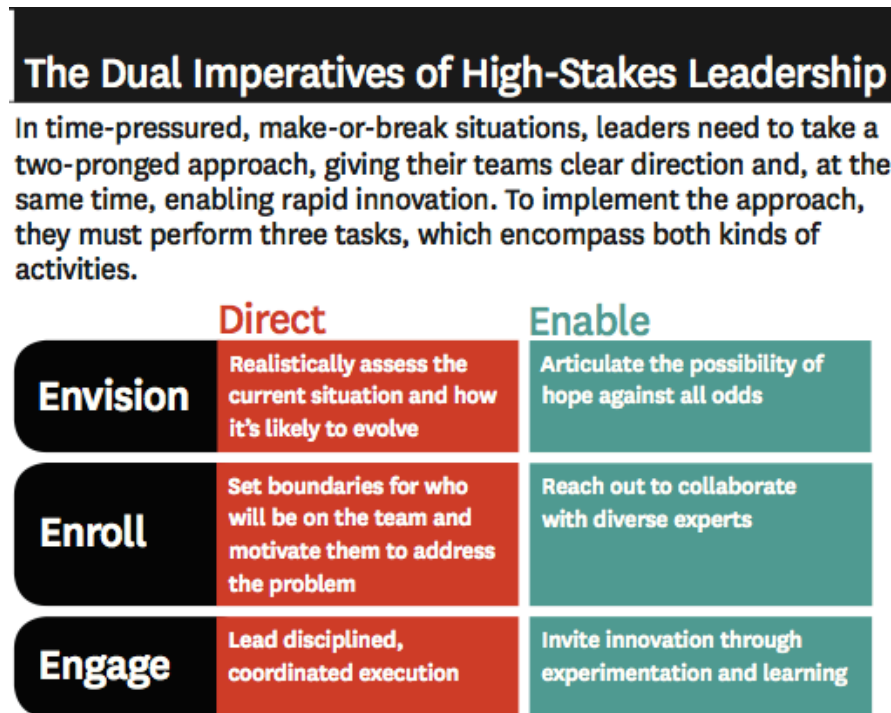 The Dual Imperatives of High-Stakes Leadership
In time-pressured, make-or-break situations, leaders need to take a
two-pronged approach, giving their teams clear direction and, at the
same time, enabling rapid innovation. To implement the approach,
they must perform three tasks, which encompass both kinds of
activities.
Direct
Enable
Envision
Realistically assess the
current situation and how
it's likely to evolve
Articulate the possibility of
hope against all odds
Enroll
Set boundaries for who
will be on the team and
motivate them to address
the problem
Reach out to collaborate
with diverse experts
Engage
Lead disciplined,
coordinated execution
Invite innovation through
experimentation and learning